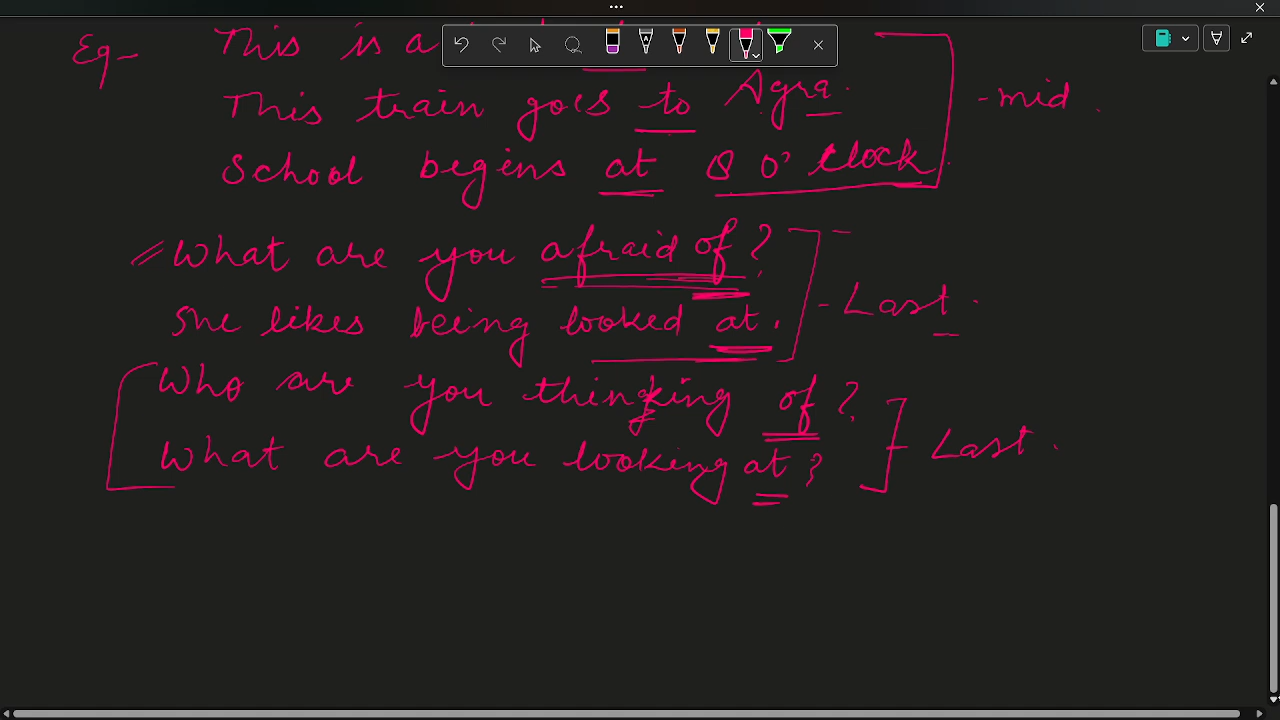 Eg- This is a
This train goes to Agra. - mid.
School begins at 8 o' clock.
What are you afraid of?
She likes being looked at. - Last.
Who are you thinking of?
What are you looking at? Last.